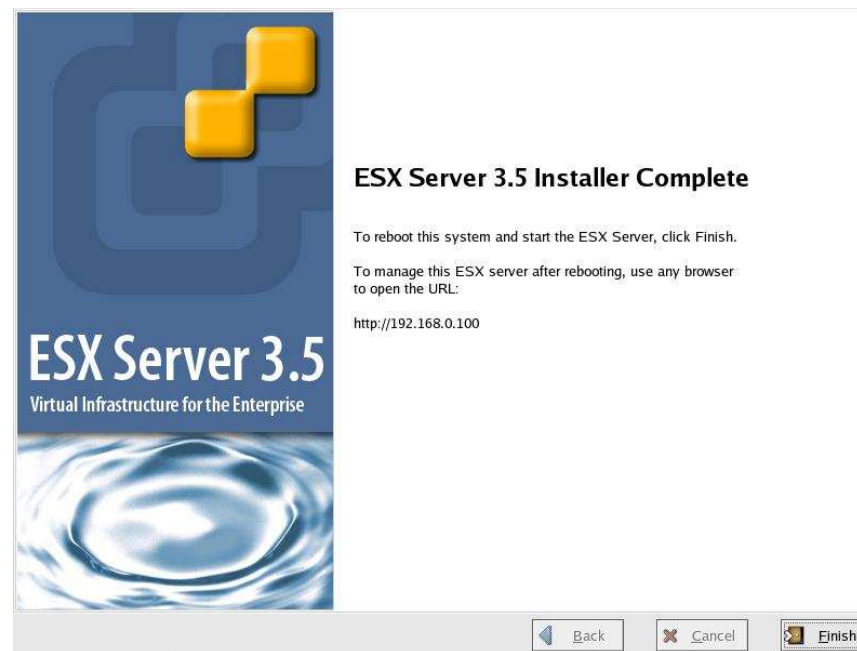 ESX Server 3.5 Installer Complete
To reboot this system and start the ESX Server, click Finish.
To manage this ESX server after rebooting, use any browser
to open the URL:
http://192.168.0.100
ESX Server 3.5
Virtual Infrastructure for the Enterprise
Back
Cancel
Finish